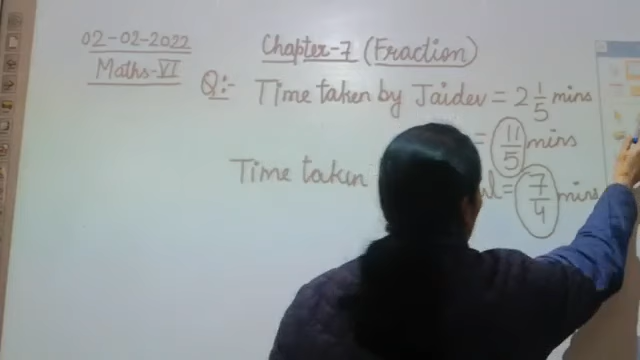 02-02-2022
Maths-VI
Chapter-7 (Fraction)
Q:- Time taken by Jaidev = 2 1/5 mins
= 11/5 mins
Time taken = 7/4 mins